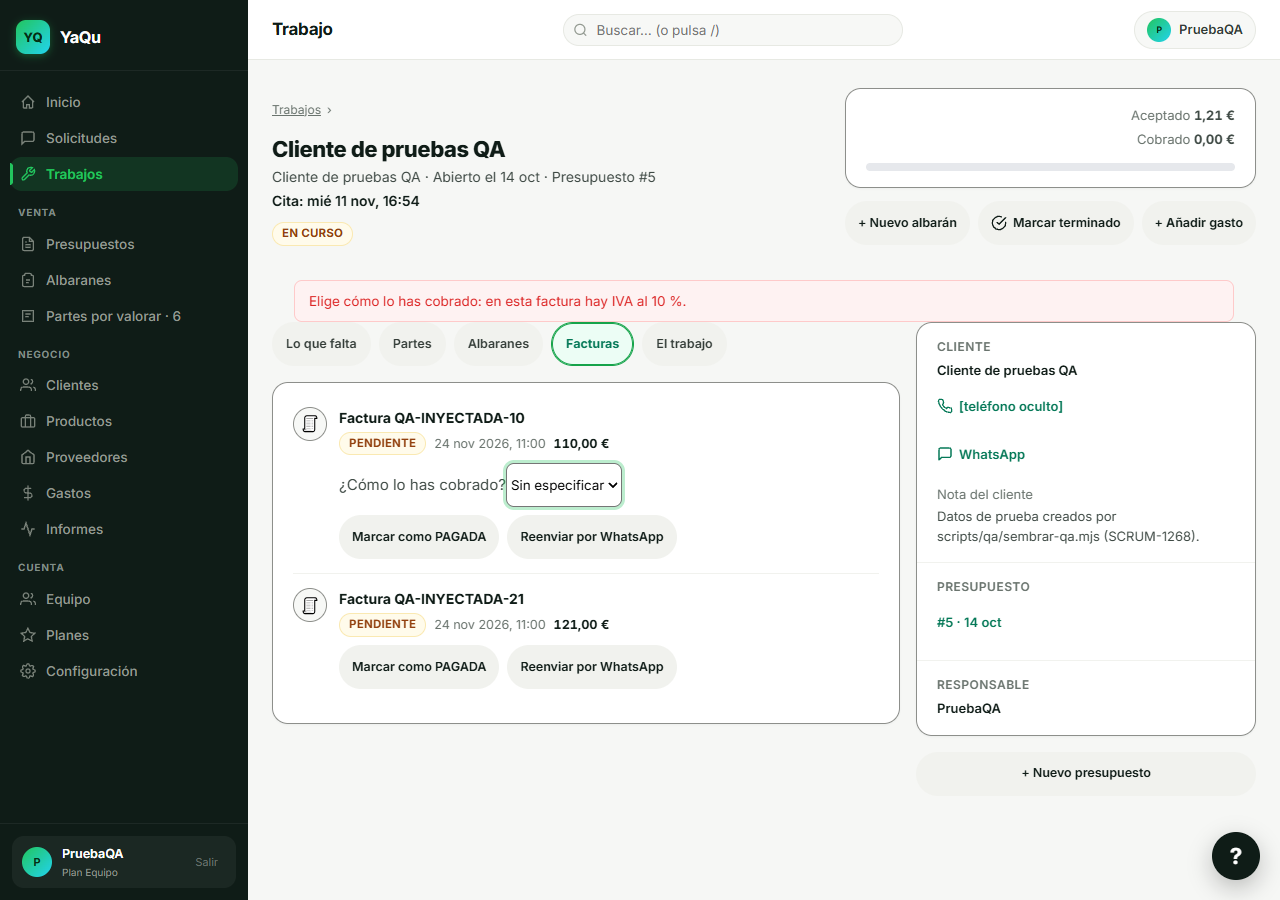 YQ YaQu
Inicio
Solicitudes
Trabajos
VENTA
Presupuestos
Albaranes
Partes por valorar · 6
NEGOCIO
Clientes
Productos
Proveedores
Gastos
Informes
CUENTA
Equipo
Planes
Configuración
P PruebaQA
Plan Equipo
Salir
Trabajo
Buscar... (o pulsa /)
P PruebaQA
Trabajos ›
Cliente de pruebas QA
Cliente de pruebas QA · Abierto el 14 oct · Presupuesto #5
Cita: mié 11 nov, 16:54
EN CURSO
Aceptado 1,21 €
Cobrado 0,00 €
+ Nuevo albarán
Marcar terminado
+ Añadir gasto
Elige cómo lo has cobrado: en esta factura hay IVA al 10 %.
Lo que falta
Partes
Albaranes
Facturas
El trabajo
Factura QA-INYECTADA-10
PENDIENTE 24 nov 2026, 11:00 110,00 €
¿Cómo lo has cobrado? Sin especificar
Marcar como PAGADA
Reenviar por WhatsApp
Factura QA-INYECTADA-21
PENDIENTE 24 nov 2026, 11:00 121,00 €
Marcar como PAGADA
Reenviar por WhatsApp
CLIENTE
Cliente de pruebas QA
[teléfono oculto]
WhatsApp
Nota del cliente
Datos de prueba creados por
scripts/qa/sembrar-qa.mjs (SCRUM-1268).
PRESUPUESTO
#5 · 14 oct
RESPONSABLE
PruebaQA
+ Nuevo presupuesto
?